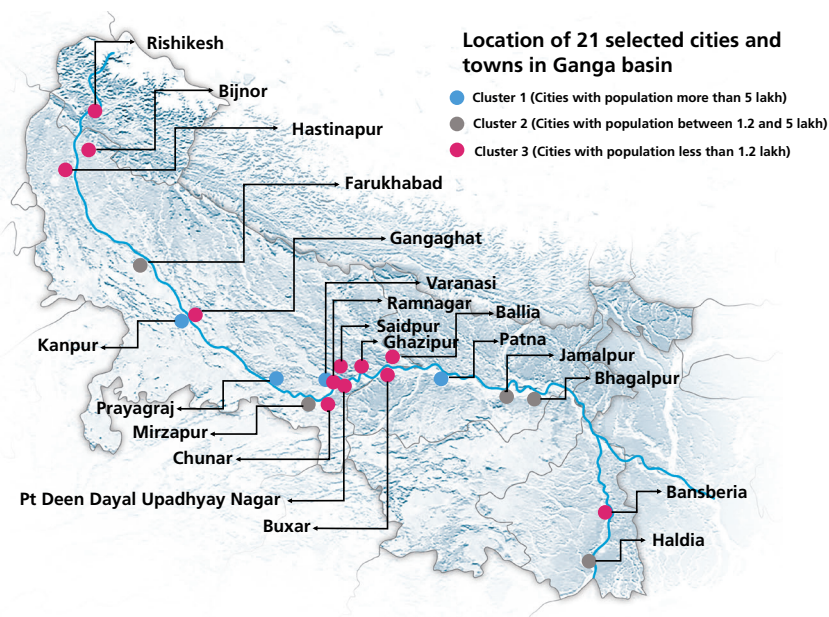 Location of 21 selected cities and
towns in Ganga basin
Cluster 1 (Cities with population more than 5 lakh)
Cluster 2 (Cities with population between 1.2 and 5 lakh)
Cluster 3 (Cities with population less than 1.2 lakh)
Rishikesh
Bijnor
Hastinapur
Farukhabad
Gangaghat
Varanasi
Ramnagar
Ballia
Saidpur
Ghazipur
Patna
Kanpur
Jamalpur
Bhagalpur
Prayagraj
Mirzapur
Chunar
Pt Deen Dayal Upadhyay Nagar
Bansberia
Buxar
Haldia